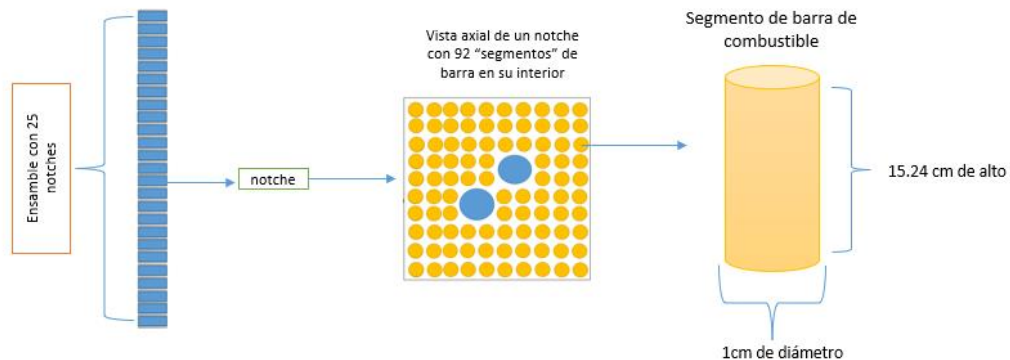 Ensamble con 25
notches
notche
Vista axial de un notche
con 92 “segmentos” de
barra en su interior
Segmento de barra de
combustible
15.24 cm de alto
1cm de diámetro